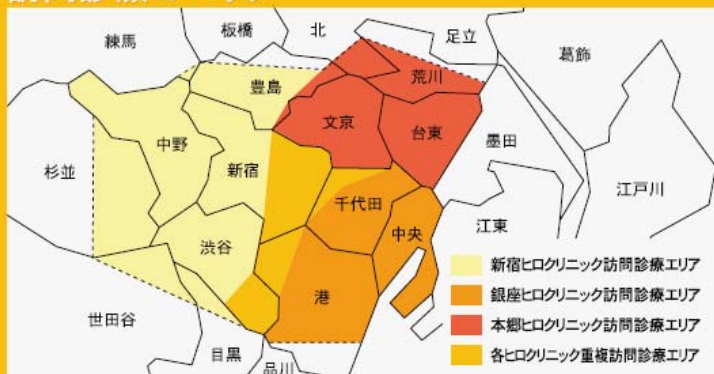 練馬
板橋
北
足立
葛飾
豊島
荒川
文京
台東
中野
新宿
墨田
杉並
千代田
江戸川
中央
江東
渋谷
港
世田谷
目黒
品川
新宿ヒロクリニック訪問診療エリア
銀座ヒロクリニック訪問診療エリア
本郷ヒロクリニック訪問診療エリア
各ヒロクリニック重複訪問診療エリア